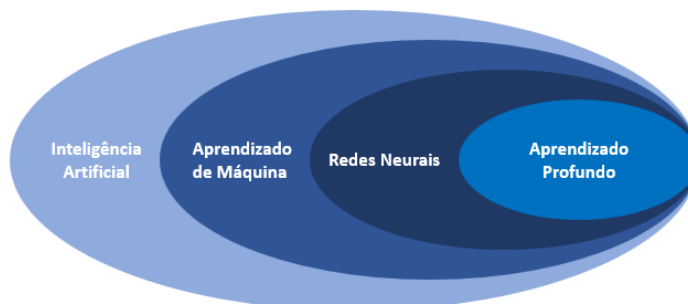 Inteligência
Artificial
Aprendizado
de Máquina
Redes Neurais
Aprendizado
Profundo